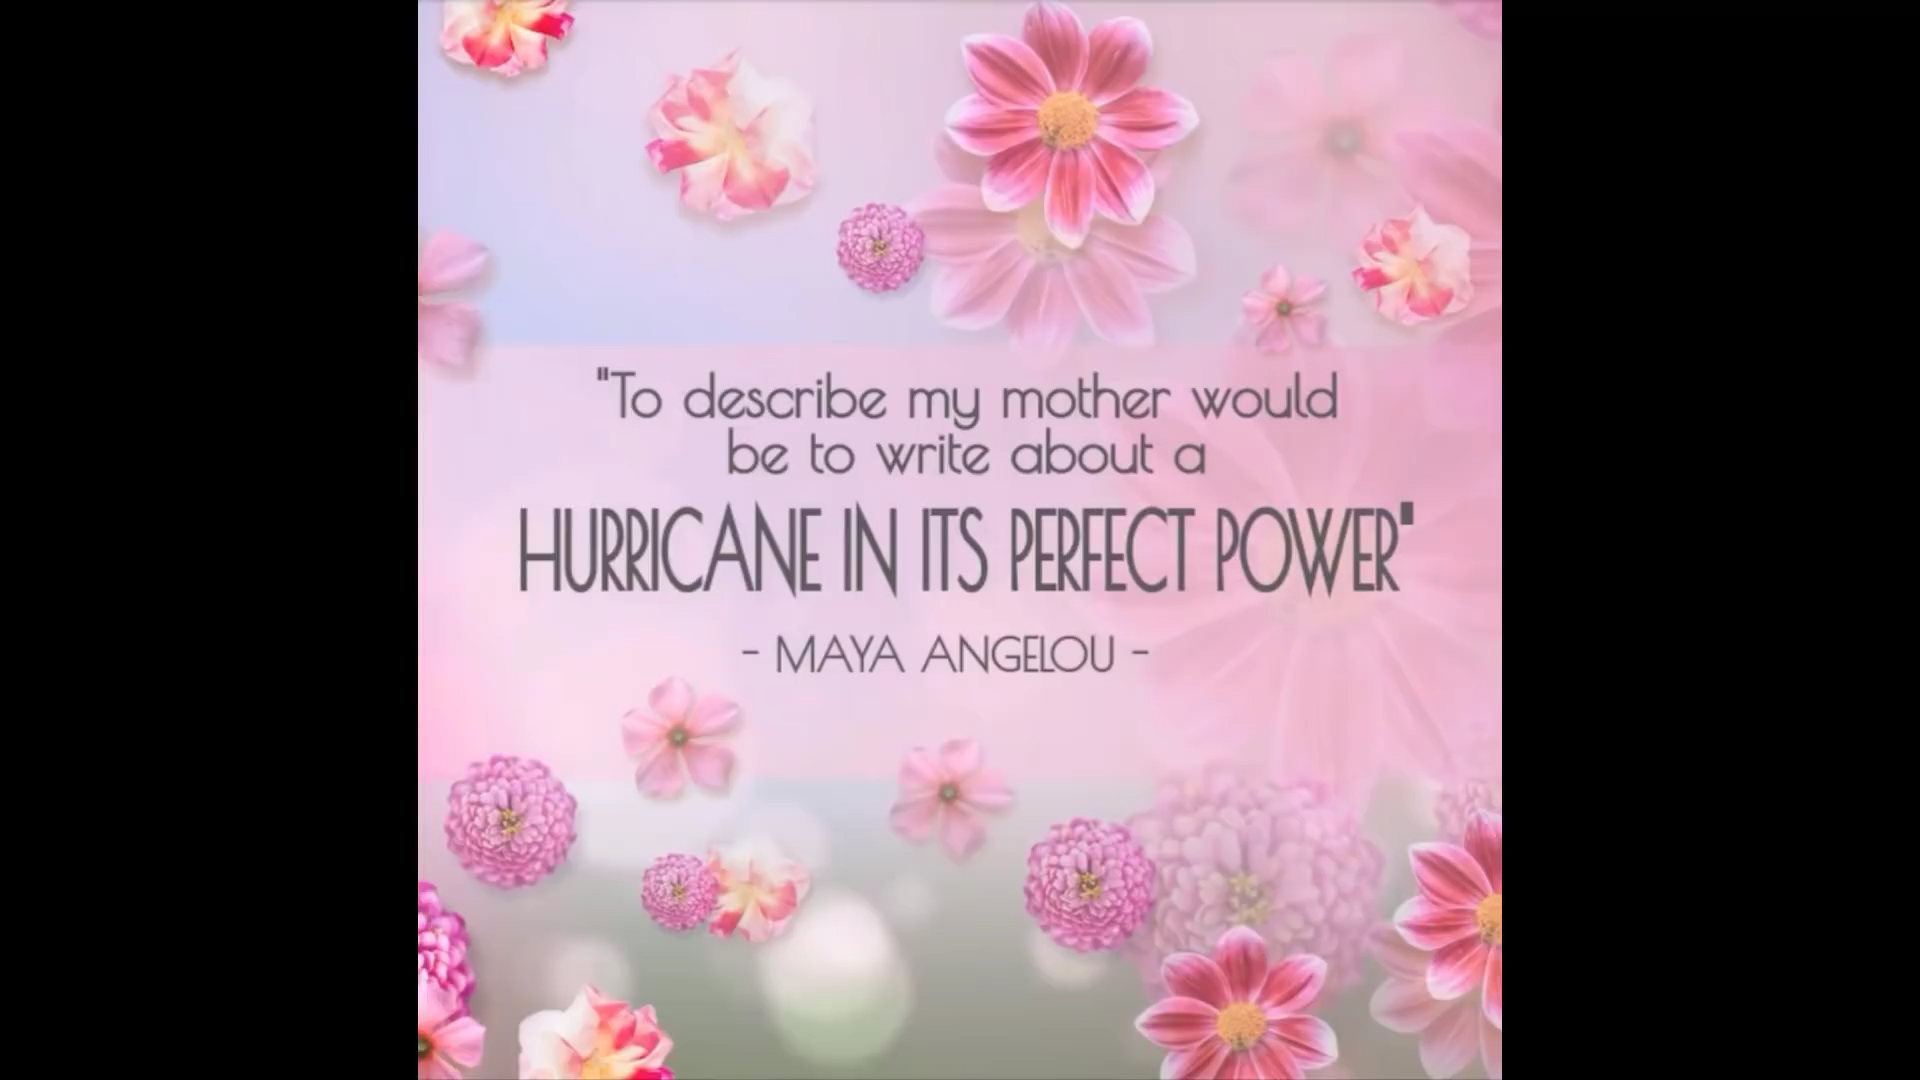 "To describe my mother would
be to write about a
HURRICANE IN ITS PERFECT POWER"
- MAYA ANGELOU -